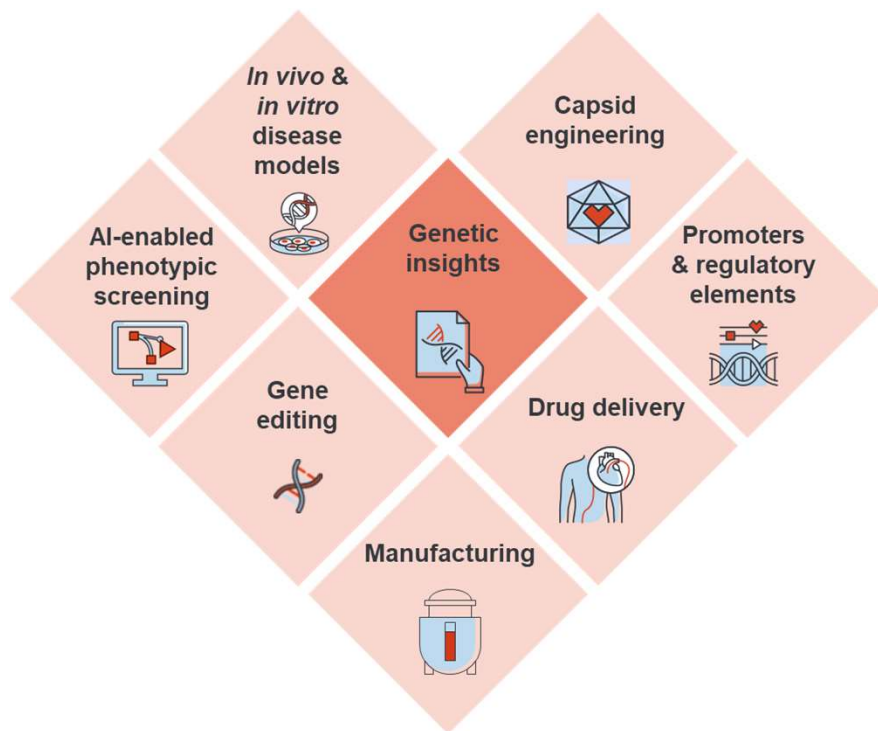 In vivo &
in vitro
disease
models
Capsid
engineering
AI-enabled
phenotypic
screening
Genetic
insights
Promoters
& regulatory
elements
Gene
editing
Drug delivery
Manufacturing